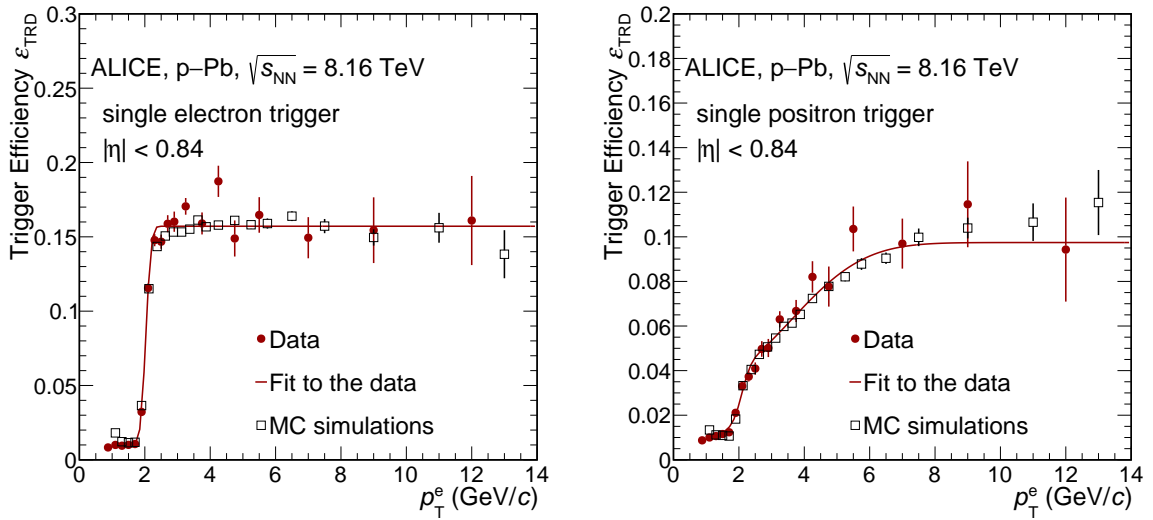 Trigger Efficiency ε_TRD
0.3
0.25
0.2
0.15
0.1
0.05
0
ALICE, p−Pb, √s_NN = 8.16 TeV
single electron trigger
|η| < 0.84
Data
Fit to the data
MC simulations
0 2 4 6 8 10 12 14
p_T^e (GeV/c)
Trigger Efficiency ε_TRD
0.2
0.18
0.16
0.14
0.12
0.1
0.08
0.06
0.04
0.02
0
ALICE, p−Pb, √s_NN = 8.16 TeV
single positron trigger
|η| < 0.84
Data
Fit to the data
MC simulations
0 2 4 6 8 10 12 14
p_T^e (GeV/c)